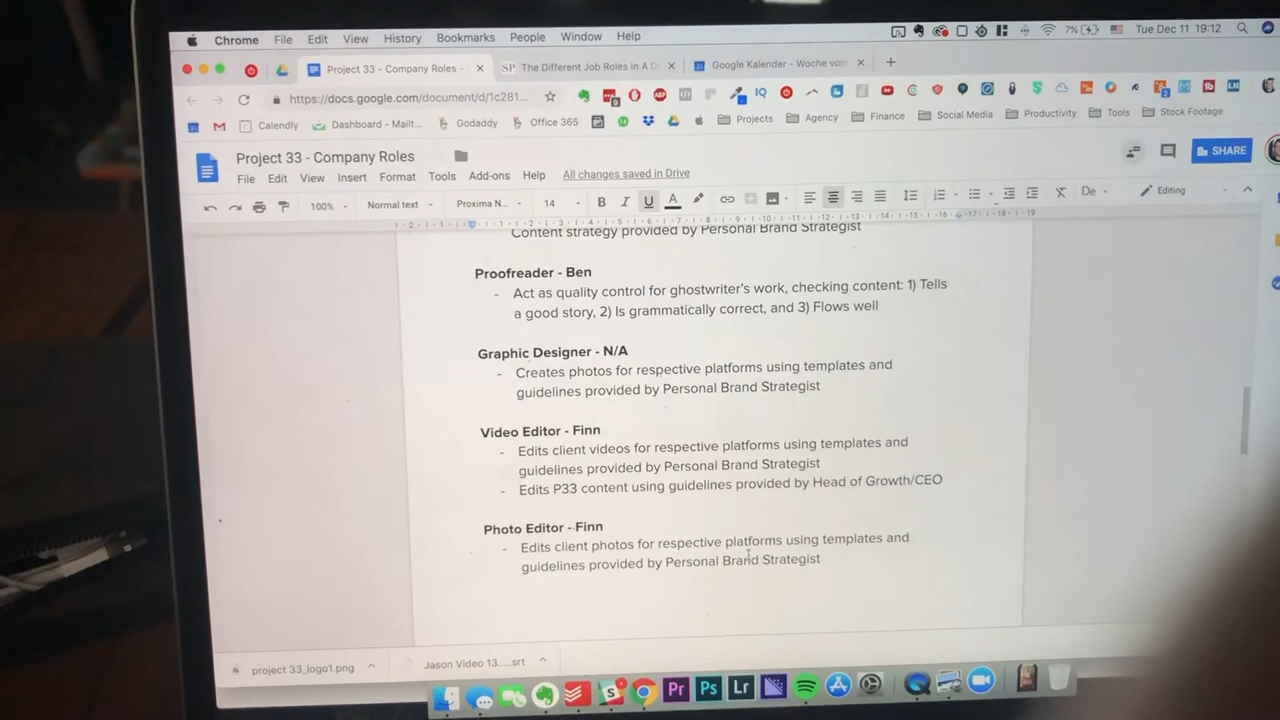 Chrome File Edit View History Bookmarks People Window Help 7% Tue Dec 11 19:12
Project 33 - Company Roles - The Different Job Roles In A D Google Kalender - Woche vom
https://docs.google.com/document/d/1c281...
Calendly Dashboard - Mailt... Godaddy Office 365 Projects Agency Finance Social Media Productivity Tools Stock Footage
Project 33 - Company Roles
SHARE
File Edit View Insert Format Tools Add-ons Help All changes saved in Drive
100% Normal text Proxima N... 14 B I U A De... Editing
Content strategy provided by Personal Brand Strategist
Proofreader - Ben
- Act as quality control for ghostwriter's work, checking content: 1) Tells
a good story, 2) Is grammatically correct, and 3) Flows well
Graphic Designer - N/A
- Creates photos for respective platforms using templates and
guidelines provided by Personal Brand Strategist
Video Editor - Finn
- Edits client videos for respective platforms using templates and
guidelines provided by Personal Brand Strategist
- Edits P33 content using guidelines provided by Head of Growth/CEO
Photo Editor - Finn
- Edits client photos for respective platforms using templates and
guidelines provided by Personal Brand Strategist
project 33_logo1.png Jason Video 13.....srt
Pr Ps Lr